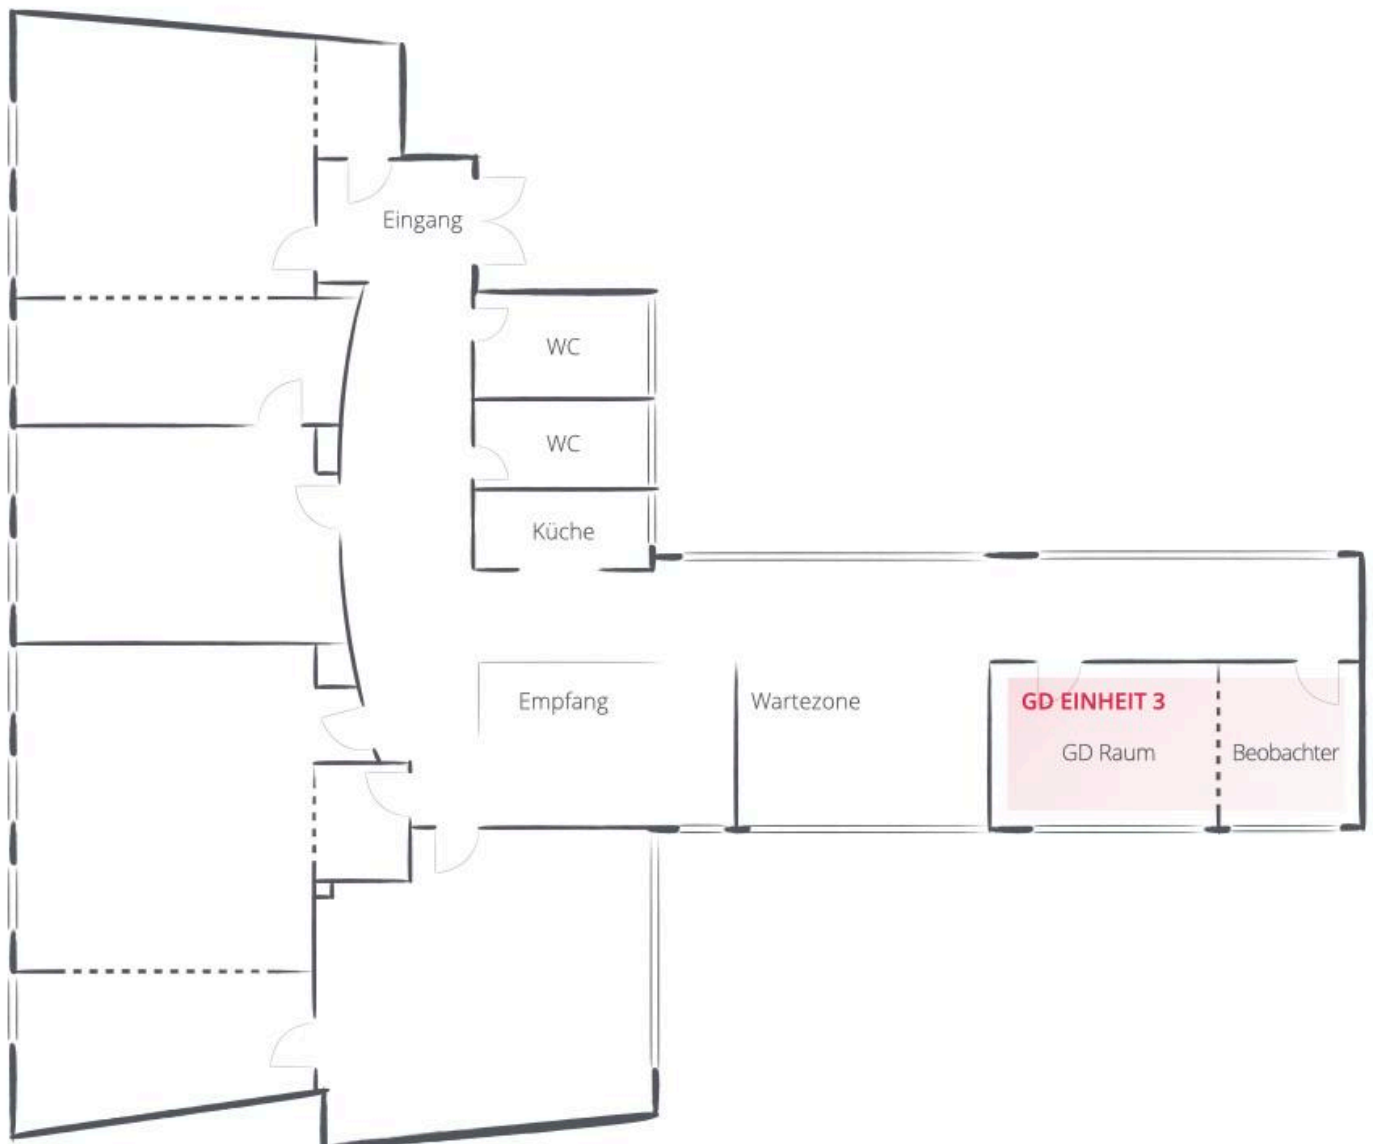 Eingang
WC
WC
Küche
Empfang
Wartezone
GD EINHEIT 3
GD Raum
Beobachter